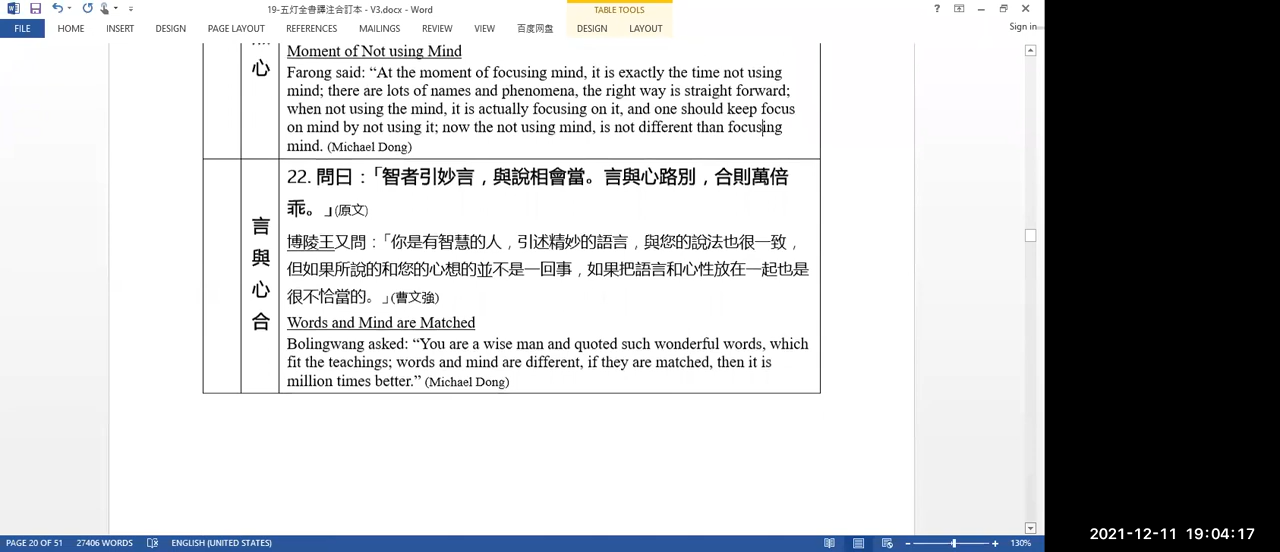 19-五灯全書譯注合訂本 - V3.docx - Word
TABLE TOOLS
? 
Sign in
FILE HOME INSERT DESIGN PAGE LAYOUT REFERENCES MAILINGS REVIEW VIEW 百度网盘 DESIGN LAYOUT
心
Moment of Not using Mind
Farong said: “At the moment of focusing mind, it is exactly the time not using
mind; there are lots of names and phenomena, the right way is straight forward;
when not using the mind, it is actually focusing on it, and one should keep focus
on mind by not using it; now the not using mind, is not different than focusing
mind. (Michael Dong)
言
與
心
合
22. 問曰：「智者引妙言，與說相會當。言與心路別，合則萬倍
乖。」(原文)
博陵王又問：「你是有智慧的人，引述精妙的語言，與您的說法也很一致，
但如果所說的和您的心想的並不是一回事，如果把語言和心性放在一起也是
很不恰當的。」(曹文強)
Words and Mind are Matched
Bolingwang asked: “You are a wise man and quoted such wonderful words, which
fit the teachings; words and mind are different, if they are matched, then it is
million times better.” (Michael Dong)
2021-12-11 19:04:17
PAGE 20 OF 51 27406 WORDS ENGLISH (UNITED STATES) 130%